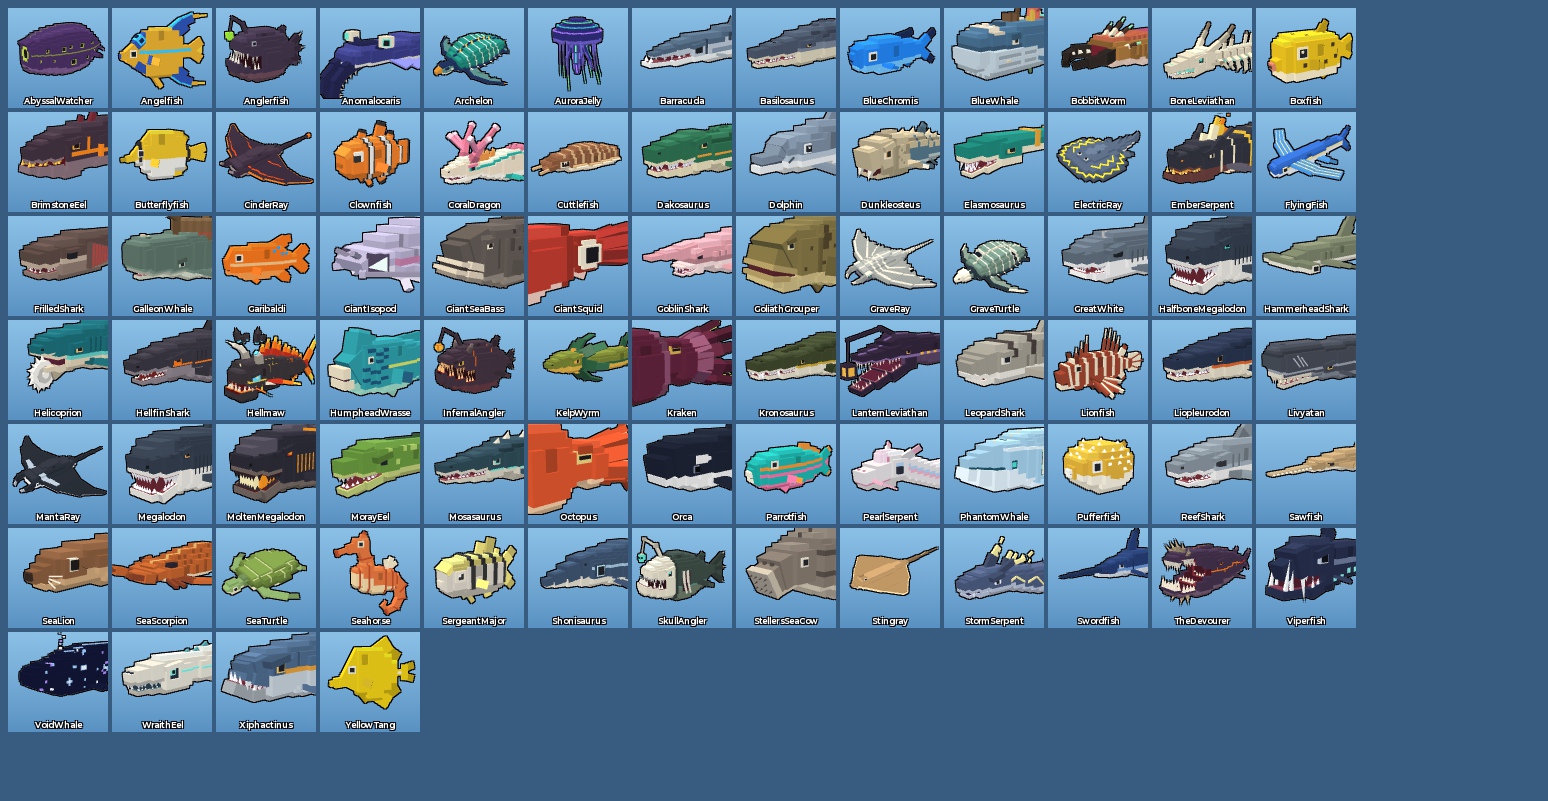 AbyssalWatcher
Angelfish
Anglerfish
Anomalocaris
Archelon
AuroraJelly
Barracuda
Basilosaurus
BlueChromis
BlueWhale
BobbitWorm
BoneLeviathan
Boxfish
BrimstoneEel
Butterflyfish
CinderRay
Clownfish
CoralDragon
Cuttlefish
Dakosaurus
Dolphin
Dunkleosteus
Elasmosaurus
ElectricRay
EmberSerpent
FlyingFish
FrilledShark
GalleonWhale
Garibaldi
GiantIsopod
GiantSeaBass
GiantSquid
GoblinShark
GoliathGrouper
GraveRay
GraveTurtle
GreatWhite
HalfboneMegalodon
HammerheadShark
Helicoprion
HellfinShark
Hellmaw
HumpheadWrasse
InfernalAngler
KelpWyrm
Kraken
Kronosaurus
LanternLeviathan
LeopardShark
Lionfish
Liopleurodon
Livyatan
MantaRay
Megalodon
MoltenMegalodon
MorayEel
Mosasaurus
Octopus
Orca
Parrotfish
PearlSerpent
PhantomWhale
Pufferfish
ReefShark
Sawfish
SeaLion
SeaScorpion
SeaTurtle
Seahorse
SergeantMajor
Shonisaurus
SkullAngler
StellersSeaCow
Stingray
StormSerpent
Swordfish
TheDevourer
Viperfish
VoidWhale
WraithEel
Xiphactinus
YellowTang